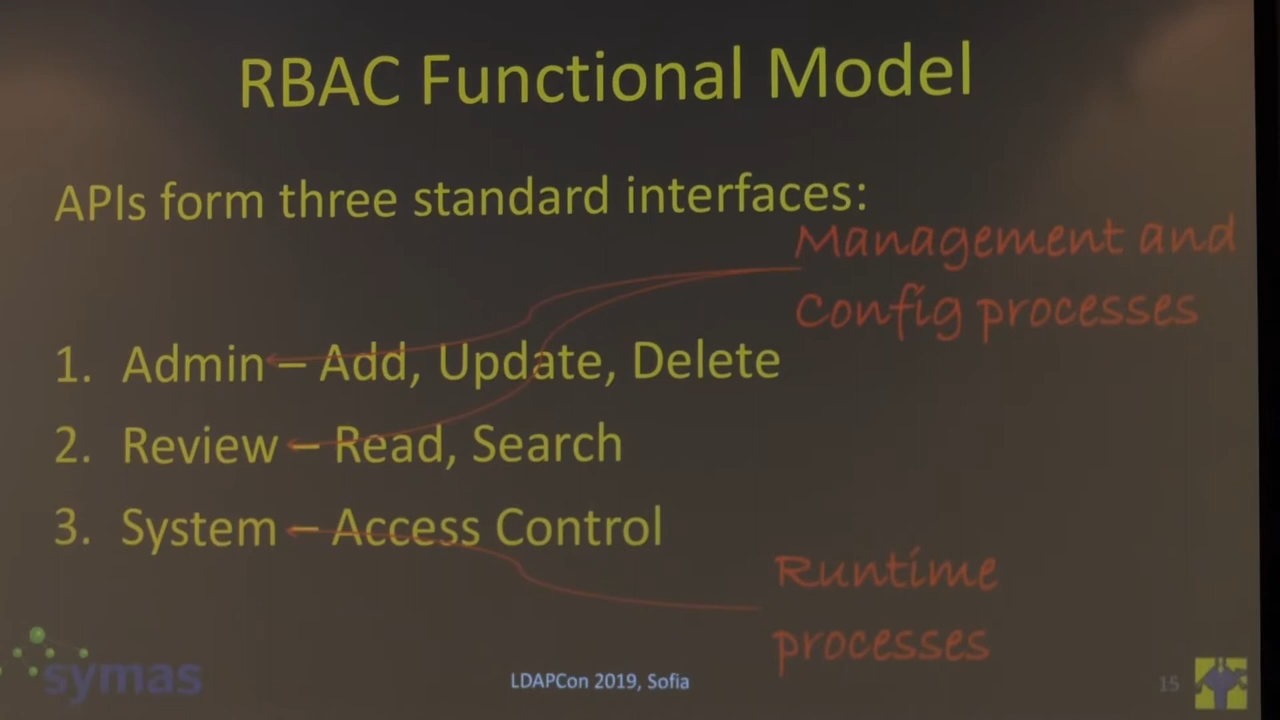 RBAC Functional Model
APIs form three standard interfaces:
Management and
Config processes
1. Admin – Add, Update, Delete
2. Review – Read, Search
3. System – Access Control
Runtime
processes
symas
LDAPCon 2019, Sofia
15